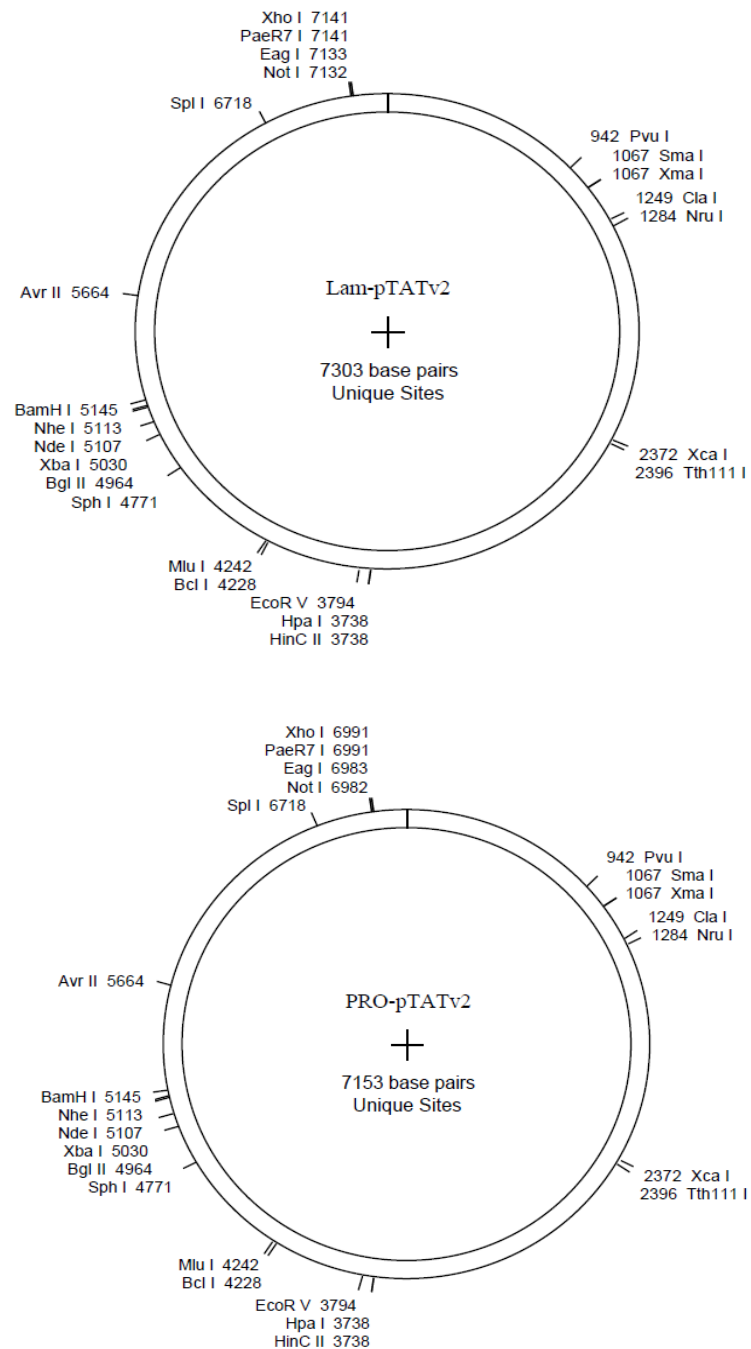 Xho I 7141
PaeR7 I 7141
Eag I 7133
Not I 7132
Spl I 6718
942 Pvu I
1067 Sma I
1067 Xma I
1249 Cla I
1284 Nru I
Avr II 5664
Lam-pTATv2
7303 base pairs
Unique Sites
BamH I 5145
Nhe I 5113
Nde I 5107
Xba I 5030
Bgl II 4964
Sph I 4771
2372 Xca I
2396 Tth111 I
Mlu I 4242
Bcl I 4228
EcoR V 3794
Hpa I 3738
HinC II 3738
Xho I 6991
PaeR7 I 6991
Eag I 6983
Not I 6982
Spl I 6718
942 Pvu I
1067 Sma I
1067 Xma I
1249 Cla I
1284 Nru I
Avr II 5664
PRO-pTATv2
7153 base pairs
Unique Sites
BamH I 5145
Nhe I 5113
Nde I 5107
Xba I 5030
Bgl II 4964
Sph I 4771
2372 Xca I
2396 Tth111 I
Mlu I 4242
Bcl I 4228
EcoR V 3794
Hpa I 3738
HinC II 3738